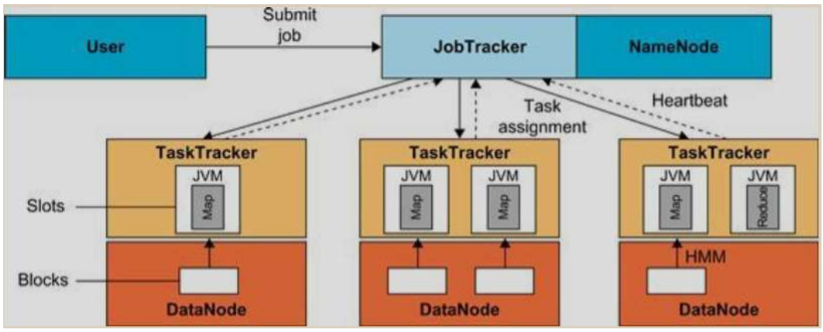 Submit
job
User
JobTracker
NameNode
Task
assignment
Heartbeat
TaskTracker
TaskTracker
TaskTracker
JVM
JVM
JVM
JVM
JVM
Slots
Map
Map
Map
Map
Reduce
HMM
Blocks
DataNode
DataNode
DataNode